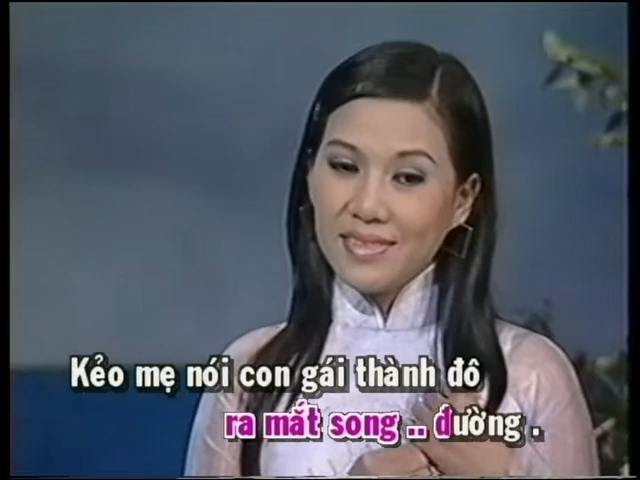 Kẻo mẹ nói con gái thành đô
ra mắt song .. đường .